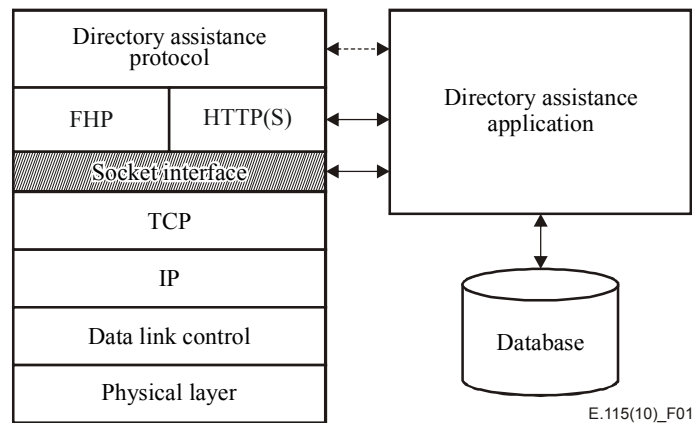 Directory assistance
protocol
FHP
HTTP(S)
Socket interface
TCP
IP
Data link control
Physical layer
Directory assistance
application
Database
E.115(10)_F01